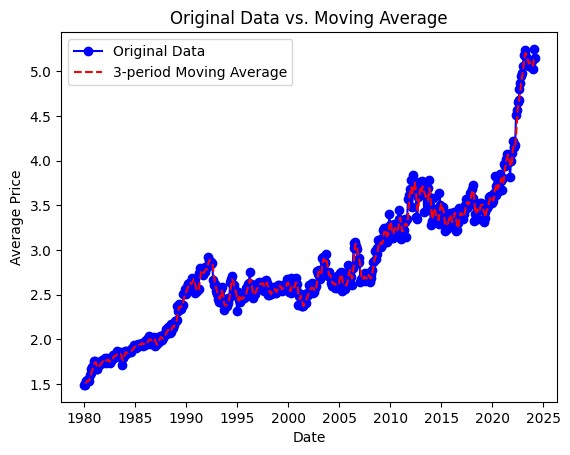 Original Data vs. Moving Average
Original Data
3-period Moving Average
5.0
4.5
4.0
3.5
3.0
2.5
2.0
1.5
Average Price
1980 1985 1990 1995 2000 2005 2010 2015 2020 2025
Date